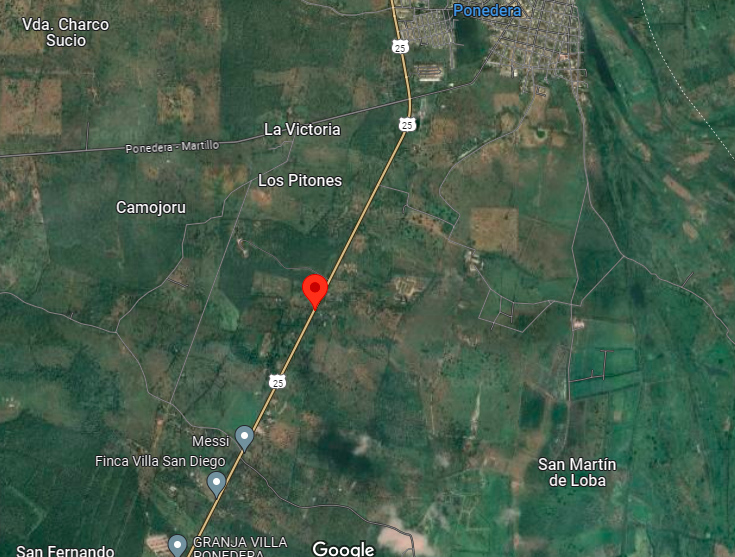 Ponedera
Vda. Charco
Sucio
25
25
La Victoria
Ponedera - Martillo
Los Pitones
Camojoru
25
Messi
Finca Villa San Diego
San Martín
de Loba
GRANJA VILLA
PONEDERA
San Fernando
Google